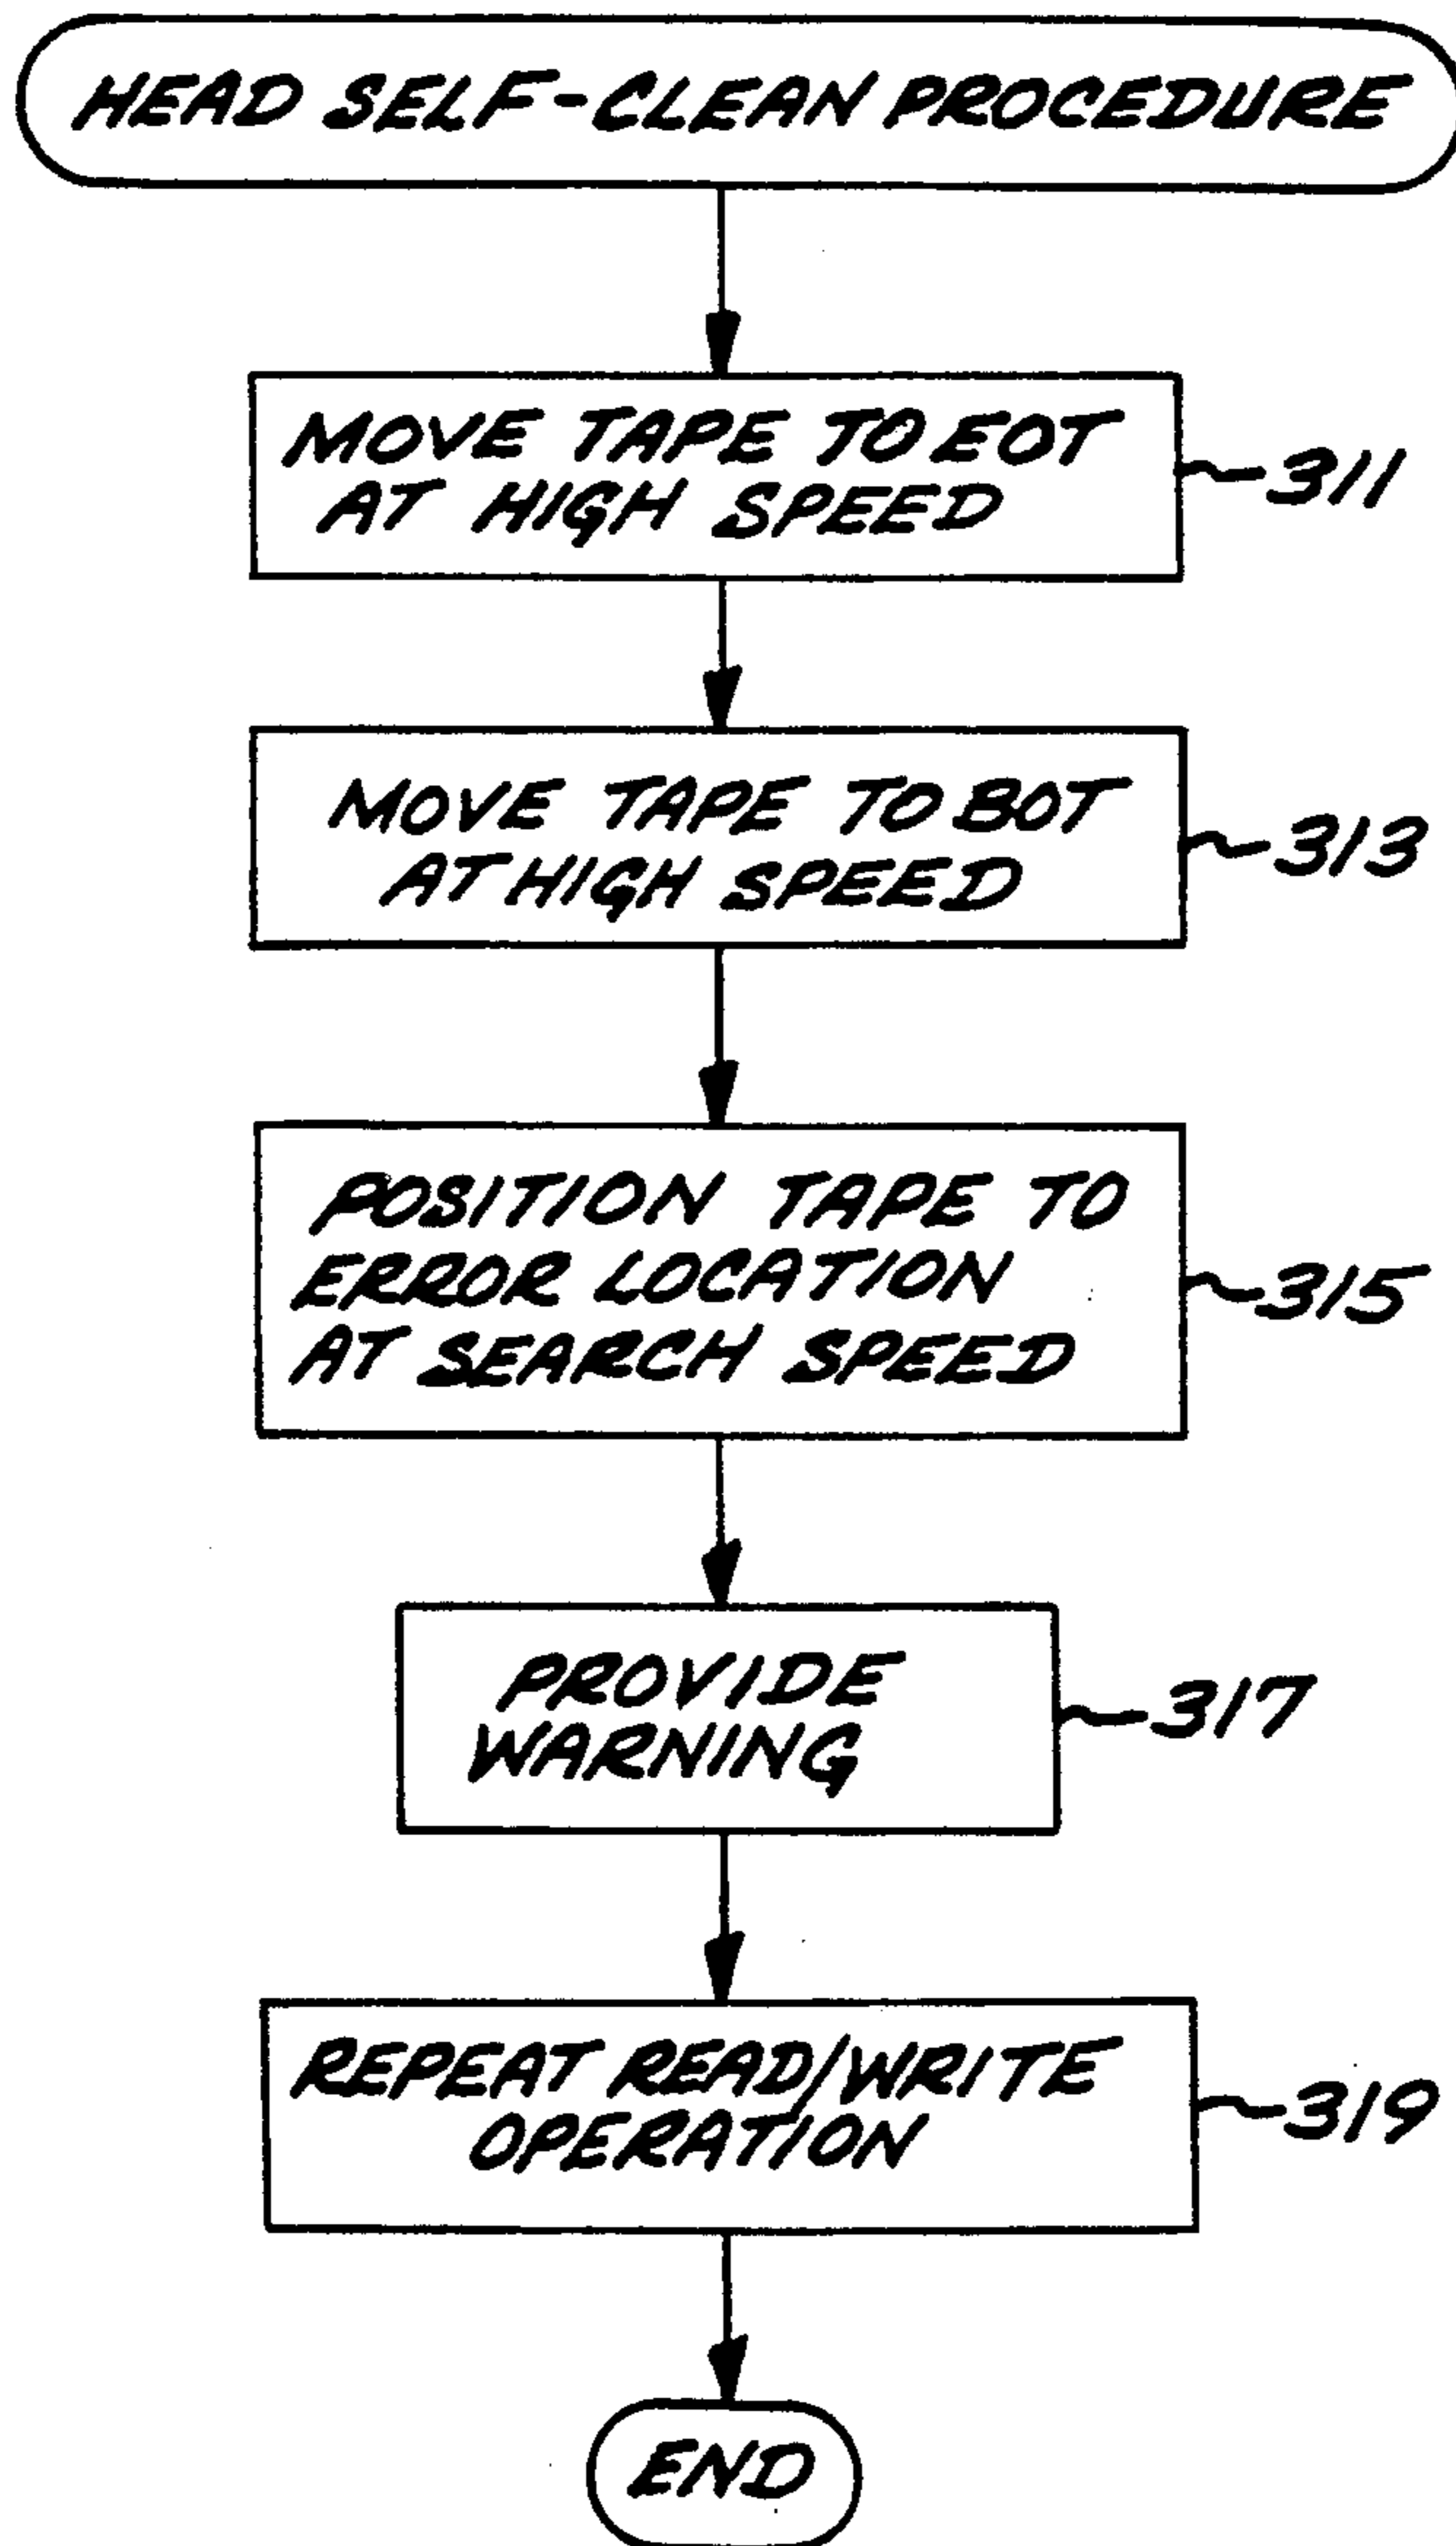 HEAD SELF-CLEAN PROCEDURE
MOVE TAPE TO EOT
AT HIGH SPEED
311
MOVE TAPE TO BOT
AT HIGH SPEED
313
POSITION TAPE TO
ERROR LOCATION
AT SEARCH SPEED
315
PROVIDE
WARNING
317
REPEAT READ/WRITE
OPERATION
319
END